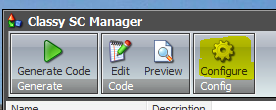 Classy SC Manager
Generate Code Edit Preview Configure
Generate Code Config
Name Description